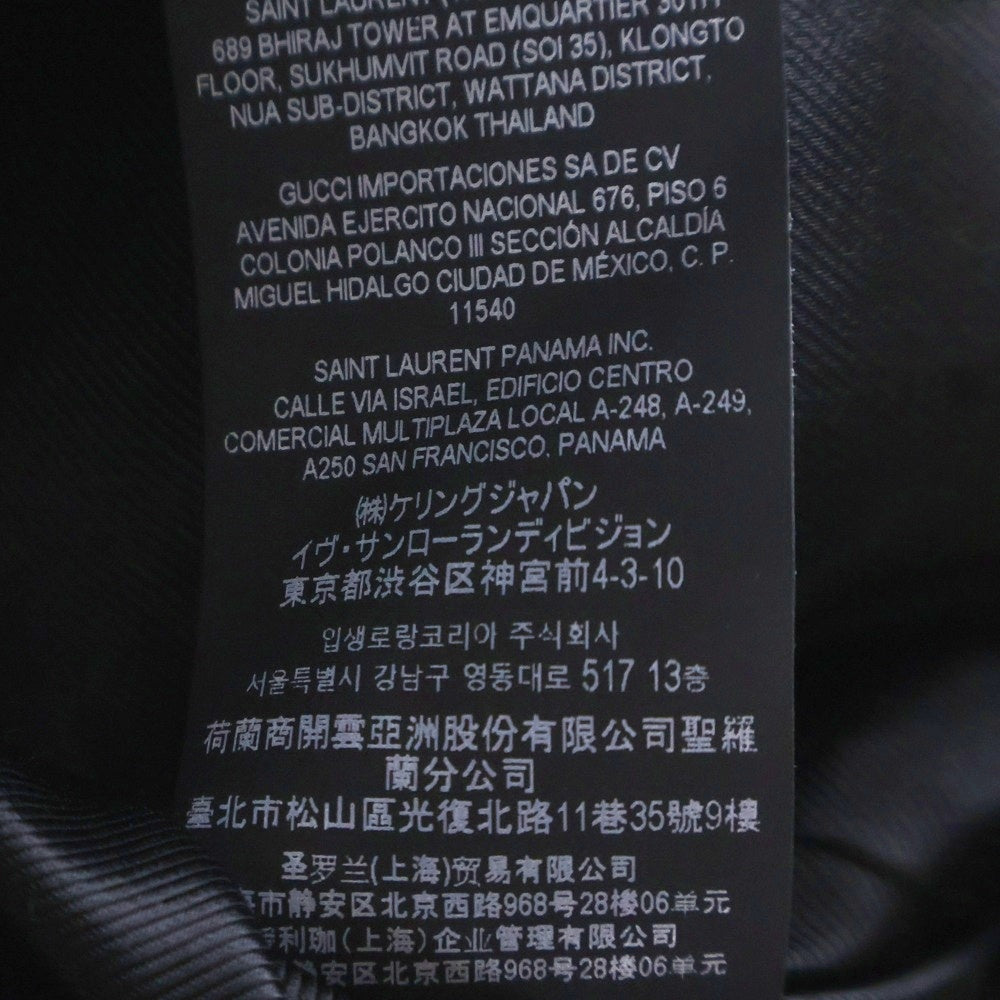 SAINT LAURENT
689 BHIRAJ TOWER AT EMQUARTIER 30TH
FLOOR, SUKHUMVIT ROAD (SOI 35), KLONGTO
NUA SUB-DISTRICT, WATTANA DISTRICT,
BANGKOK THAILAND
GUCCI IMPORTACIONES SA DE CV
AVENIDA EJERCITO NACIONAL 676, PISO 6
COLONIA POLANCO III SECCIÓN ALCALDÍA
MIGUEL HIDALGO CIUDAD DE MÉXICO, C. P.
11540
SAINT LAURENT PANAMA INC.
CALLE VIA ISRAEL, EDIFICIO CENTRO
COMERCIAL MULTIPLAZA LOCAL A-248, A-249,
A250 SAN FRANCISCO, PANAMA
(株)ケリングジャパン
イヴ・サンローランディビジョン
東京都渋谷区神宮前4-3-10
입생로랑코리아 주식회사
서울특별시 강남구 영동대로 517 13층
荷蘭商開雲亞洲股份有限公司聖羅
蘭分公司
臺北市松山區光復北路11巷35號9樓
圣罗兰(上海)贸易有限公司
市静安区北京西路968号28楼06单元
利珈(上海)企业管理有限公司
安区北京西路968号28楼06单元